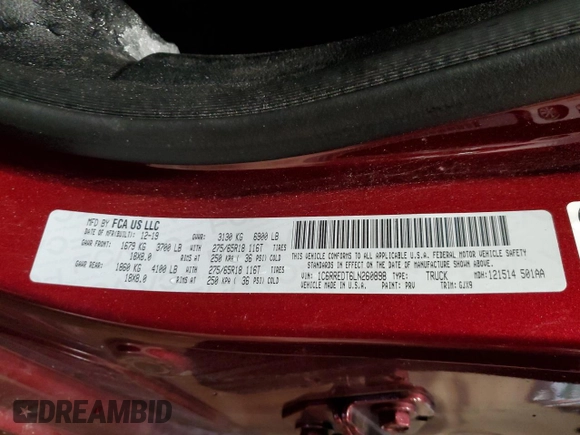 MFD BY FCA US LLC
DATE OF MFR(BUILT): 12-19 GVWR: 3130 KG 6900 LB
GAWR FRONT: 1679 KG 3700 LB WITH 275/65R18 116T TIRES
18X8.0 RIMS AT 250 KPA ( 36 PSI) COLD
GAWR REAR: 1860 KG 4100 LB WITH 275/65R18 116T TIRES
18X8.0 RIMS AT 250 KPA ( 36 PSI) COLD
THIS VEHICLE CONFORMS TO ALL APPLICABLE U.S.A. FEDERAL MOTOR VEHICLE SAFETY
STANDARDS IN EFFECT ON THE DATE OF MANUFACTURE SHOWN ABOVE.
VIN: 1C6RREDT6LN260898 TYPE: TRUCK MDH: 121514 501AA
VEHICLE MADE IN U.S.A. PAINT: PRV TRIM: GJX9
DREAMBID